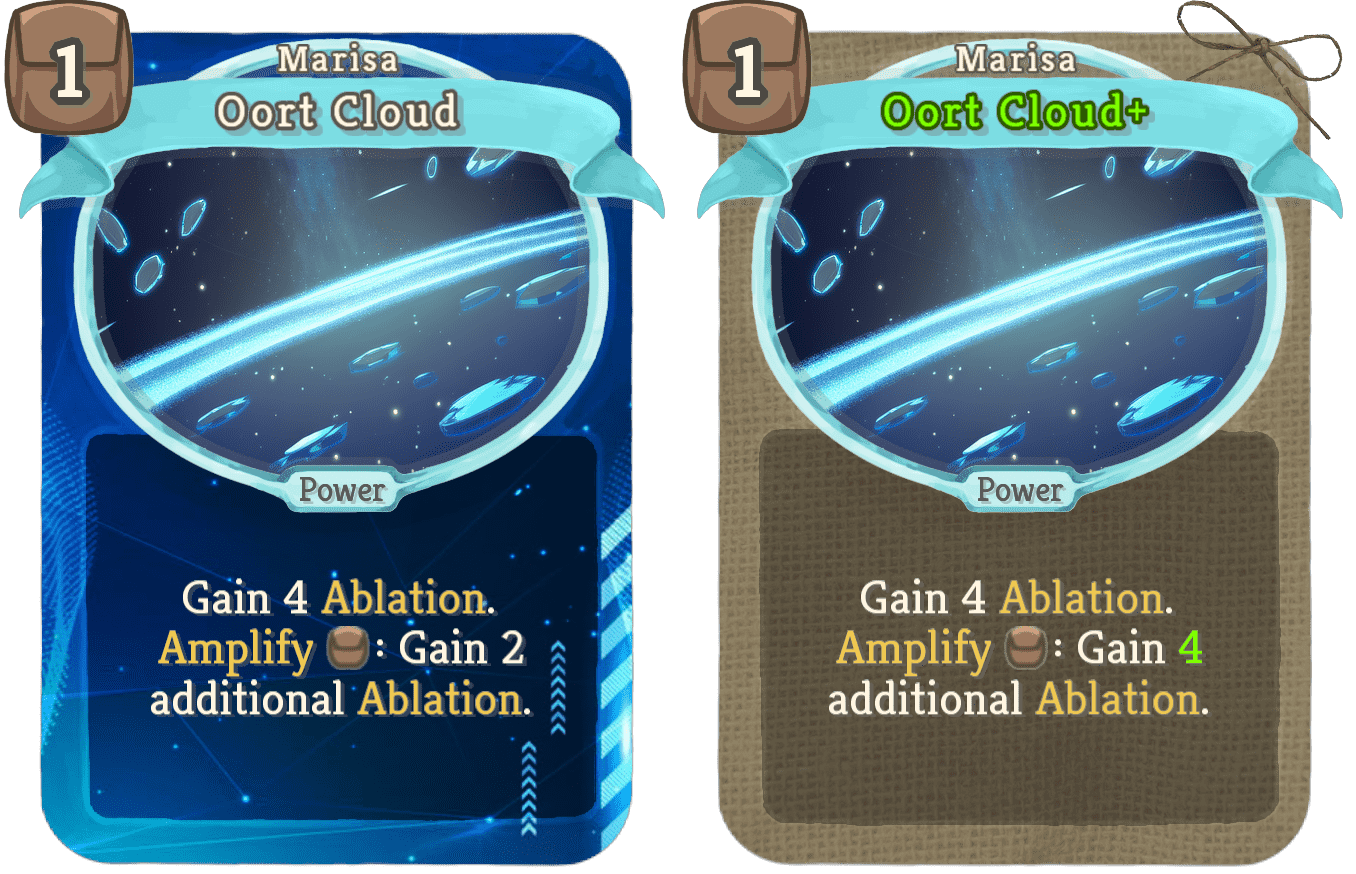 1
Marisa
Oort Cloud
Power
Gain 4 Ablation.
Amplify : Gain 2
additional Ablation.
1
Marisa
Oort Cloud+
Power
Gain 4 Ablation.
Amplify : Gain 4
additional Ablation.